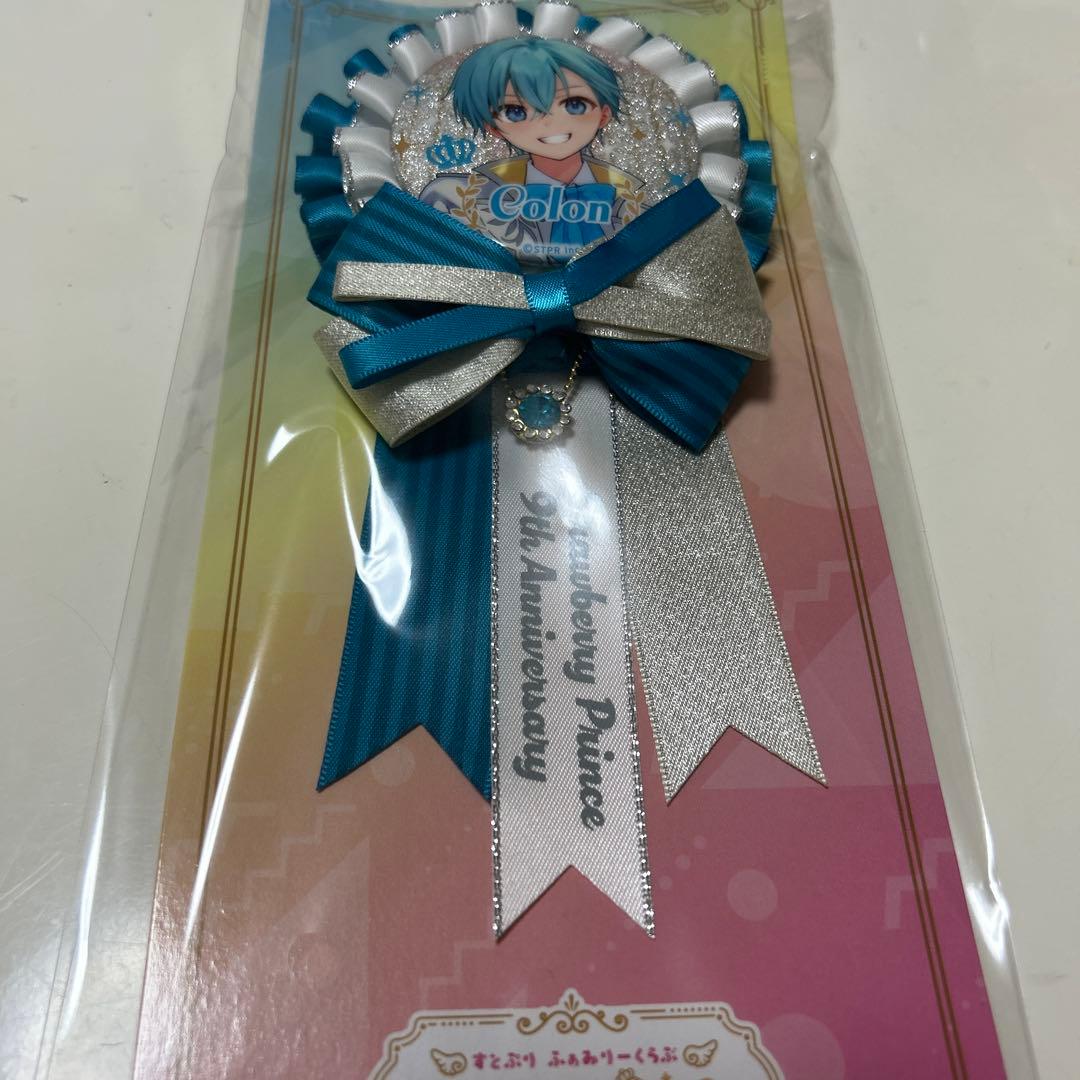 Colon
©STPR Inc
Strawberry Prince
9th Anniversary
すとぷり ふぁみりーくらぶ